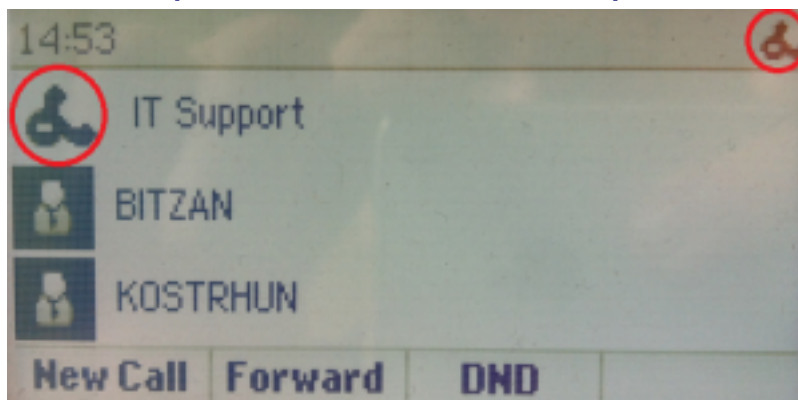 14:53
IT Support
BITZAN
KOSTRHUN
New Call Forward DND